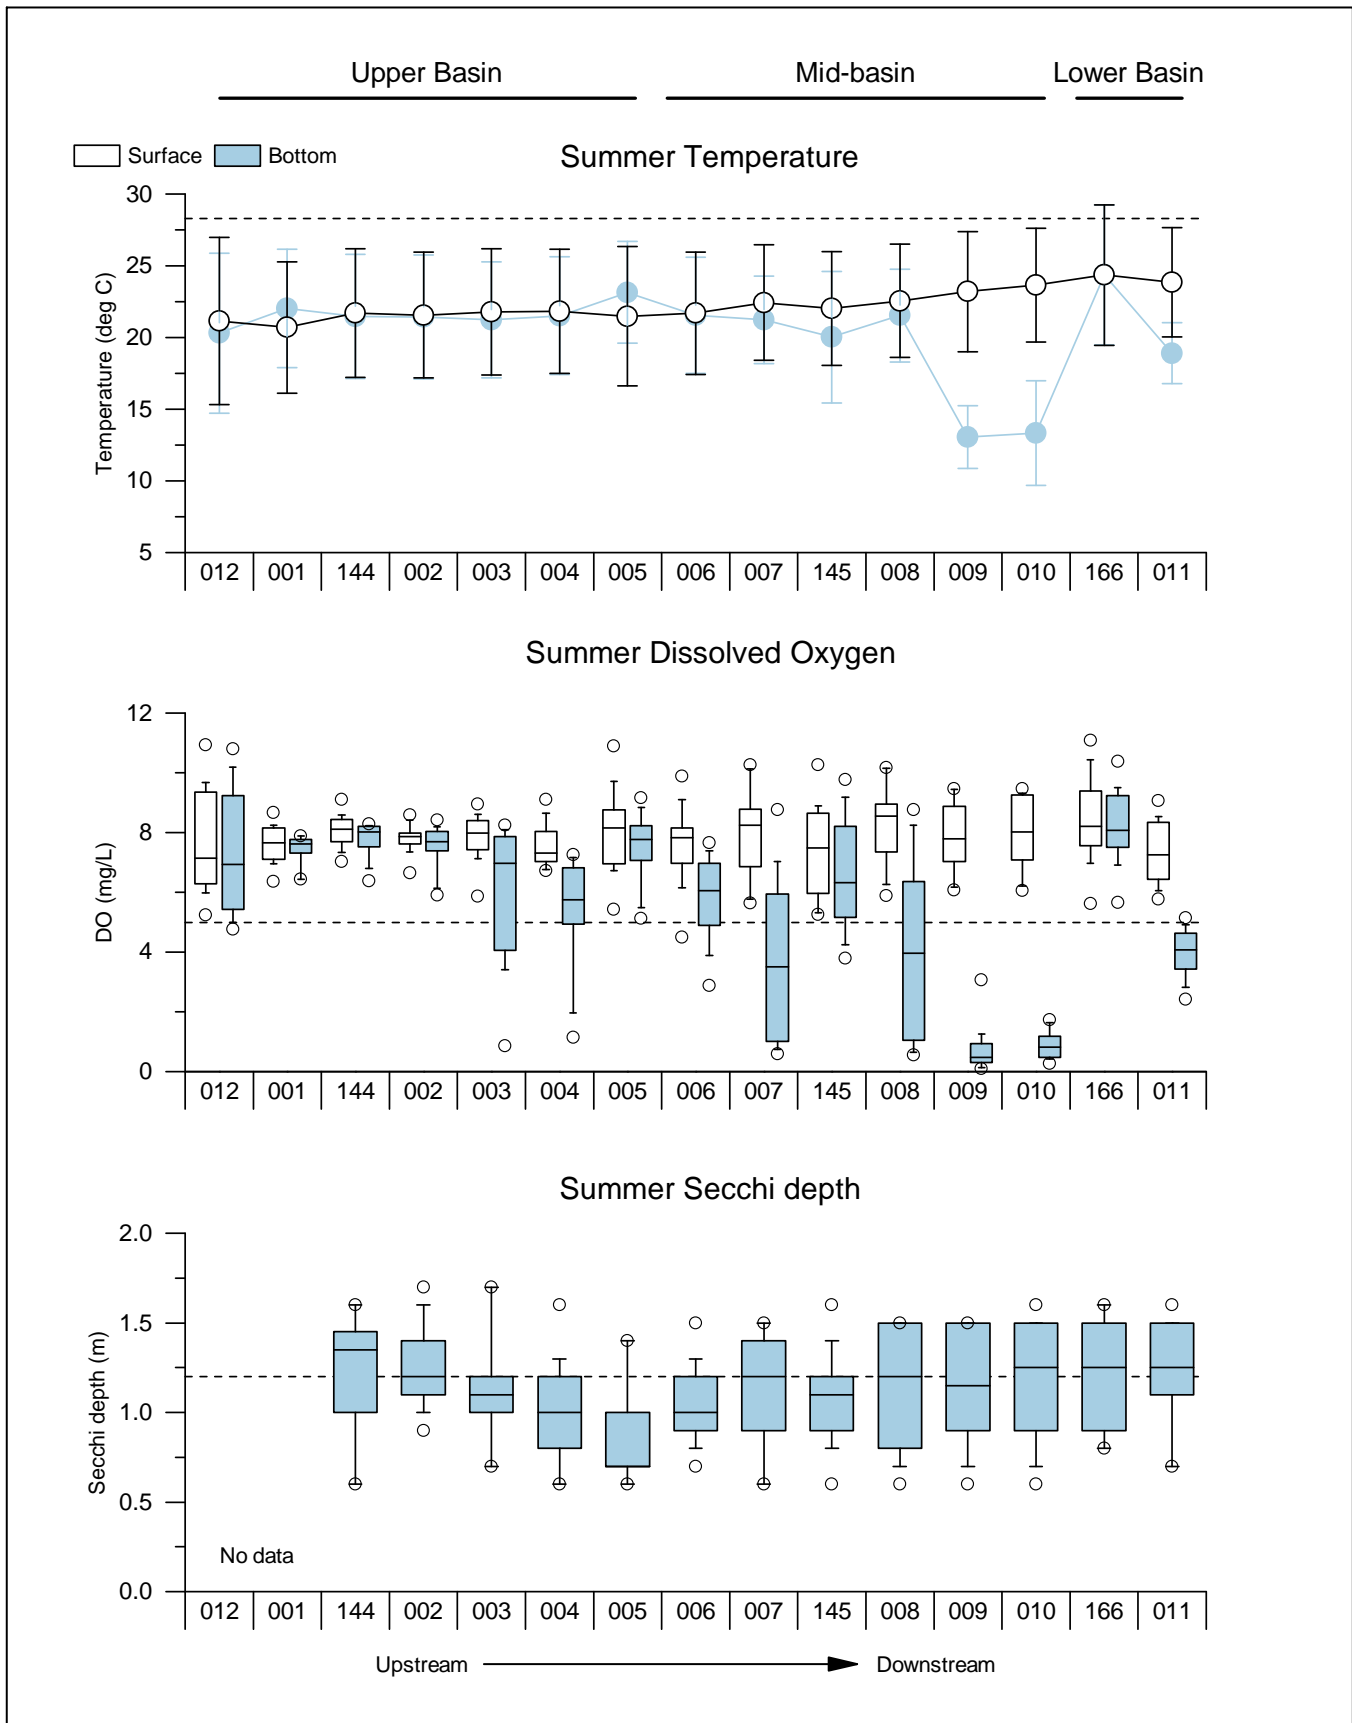 Upper Basin Mid-basin Lower Basin
Surface Bottom Summer Temperature
30
25
20
15
10
5
Temperature (deg C)
012 001 144 002 003 004 005 006 007 145 008 009 010 166 011
Summer Dissolved Oxygen
12
8
4
0
DO (mg/L)
012 001 144 002 003 004 005 006 007 145 008 009 010 166 011
Summer Secchi depth
2.0
1.5
1.0
0.5
0.0
Secchi depth (m)
No data
012 001 144 002 003 004 005 006 007 145 008 009 010 166 011
Upstream Downstream